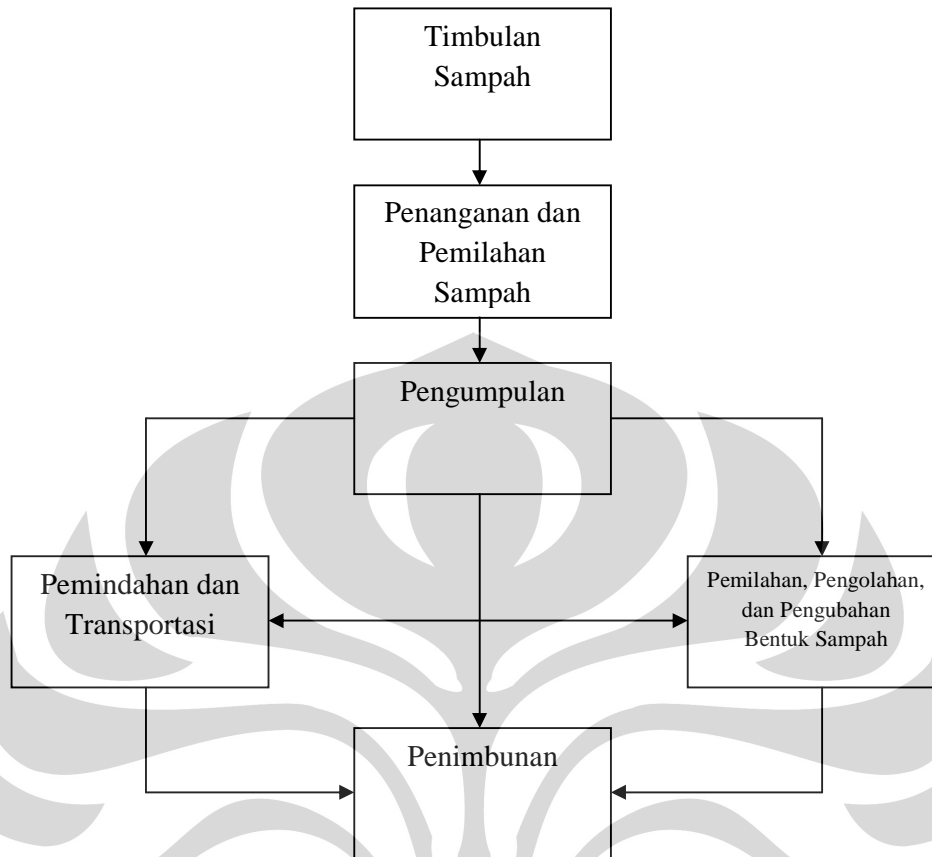 Timbulan
Sampah
Penanganan dan
Pemilahan
Sampah
Pengumpulan
Pemindahan dan
Transportasi
Pemilahan, Pengolahan,
dan Pengubahan
Bentuk Sampah
Penimbunan